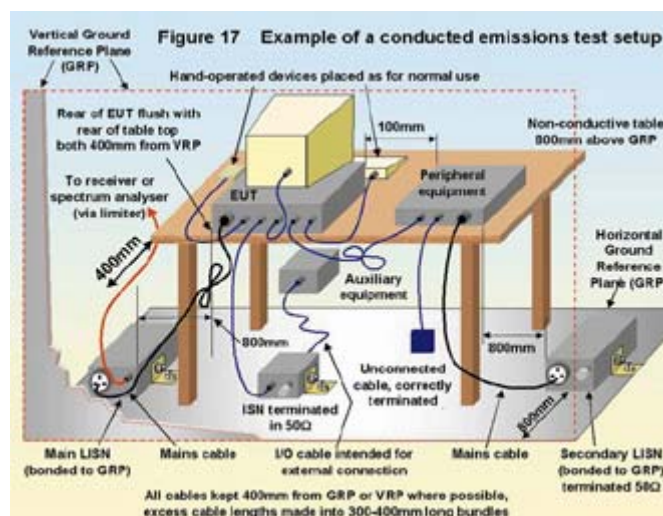 Vertical Ground
Reference Plane
(GRP)
Figure 17 Example of a conducted emissions test setup
Hand-operated devices placed as for normal use
Rear of EUT flush with
rear of table top
both 400mm from VRP
100mm
Non-conductive table
800mm above GRP
To receiver or
spectrum analyser
(via limiter)
EUT
Peripheral
equipment
400mm
Auxiliary
equipment
Horizontal
Ground
Reference
Plane (GRP)
800mm
800mm
Unconnected
cable, correctly
terminated
ISN terminated
in 50Ω
800mm
Main LISN
(bonded to GRP)
Mains cable
I/O cable intended for
external connection
Mains cable
Secondary LISN
(bonded to GRP)
terminated 50Ω
All cables kept 400mm from GRP or VRP where possible,
excess cable lengths made into 300-400mm long bundles